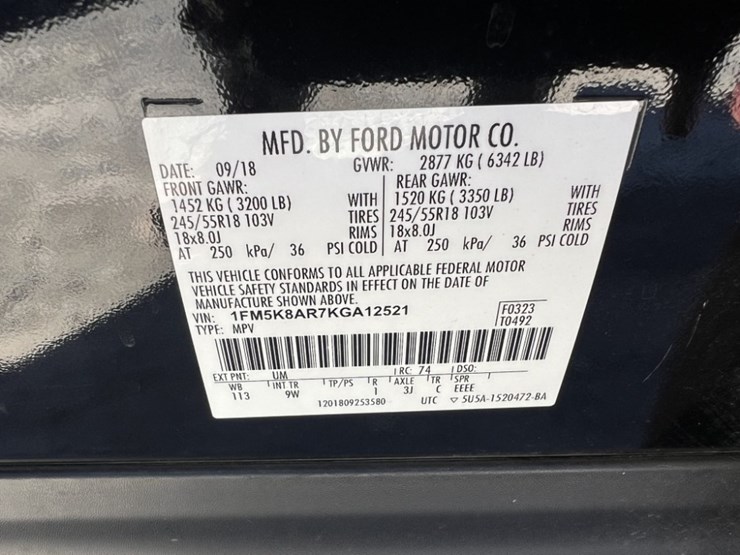 MFD. BY FORD MOTOR CO.
DATE: 09/18 GVWR: 2877 KG ( 6342 LB)
FRONT GAWR: REAR GAWR:
1452 KG ( 3200 LB) WITH 1520 KG ( 3350 LB) WITH
245/55R18 103V TIRES 245/55R18 103V TIRES
18x8.0J RIMS 18x8.0J RIMS
AT 250 kPa/ 36 PSI COLD AT 250 kPa/ 36 PSI COLD
THIS VEHICLE CONFORMS TO ALL APPLICABLE FEDERAL MOTOR
VEHICLE SAFETY STANDARDS IN EFFECT ON THE DATE OF
MANUFACTURE SHOWN ABOVE.
VIN: 1FM5K8AR7KGA12521 F0323
TYPE: MPV T0492
EXT PNT: UM RC: 74 DSO:
WB INT TR TP/PS R AXLE TR SPR
113 9W 1 3J C EEEE
1201809253580 UTC ▽ 5U5A-1520472-BA